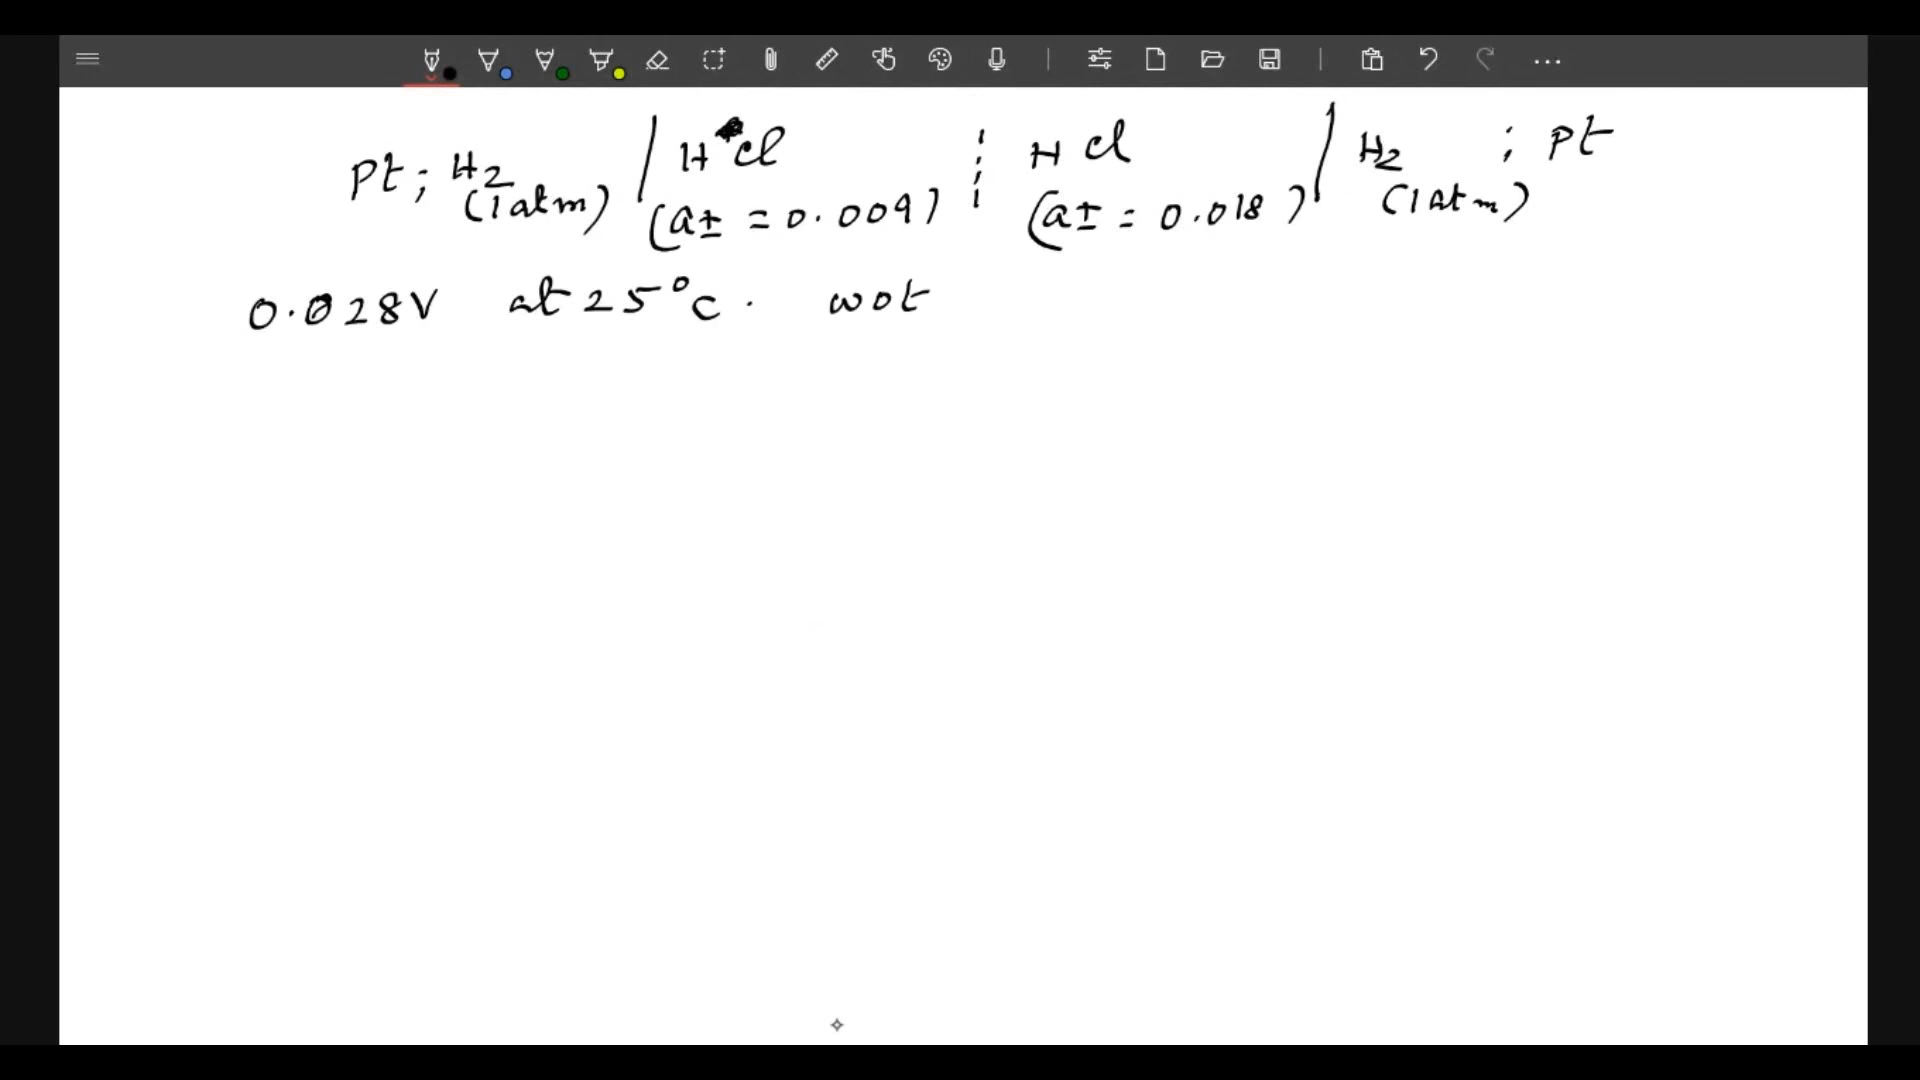 Pt; H2 (1atm) / HCl (a± = 0.009) ⋮ HCl (a± = 0.018) / H2 (1atm) ; Pt
0.028V at 25°C. wot